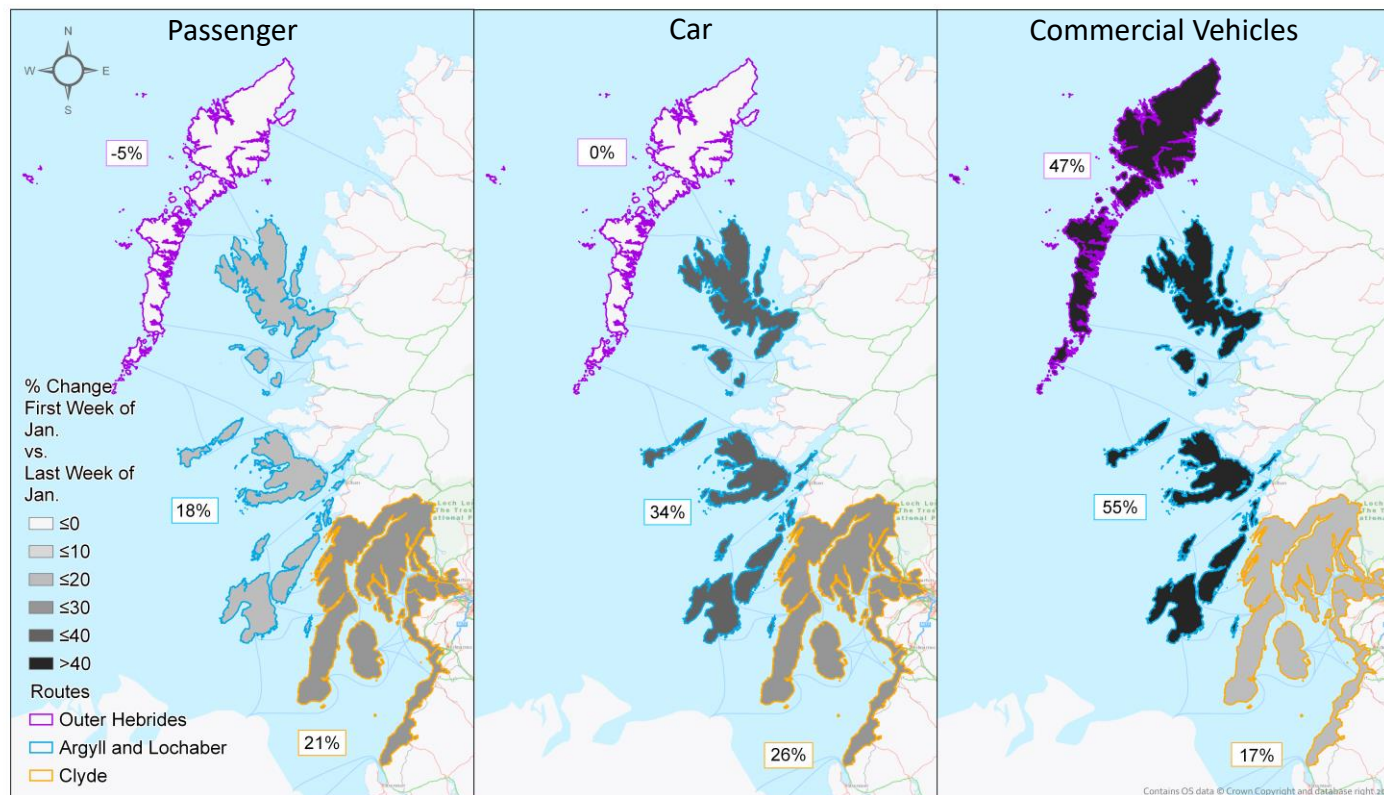 Passenger
Car
Commercial Vehicles
N
W E
S
-5%
0%
47%
% Change
First Week of
Jan.
vs.
Last Week of
Jan.
≤0
≤10
≤20
≤30
≤40
>40
Routes
Outer Hebrides
Argyll and Lochaber
Clyde
18%
34%
55%
21%
26%
17%
Contains OS data © Crown Copyright and database right